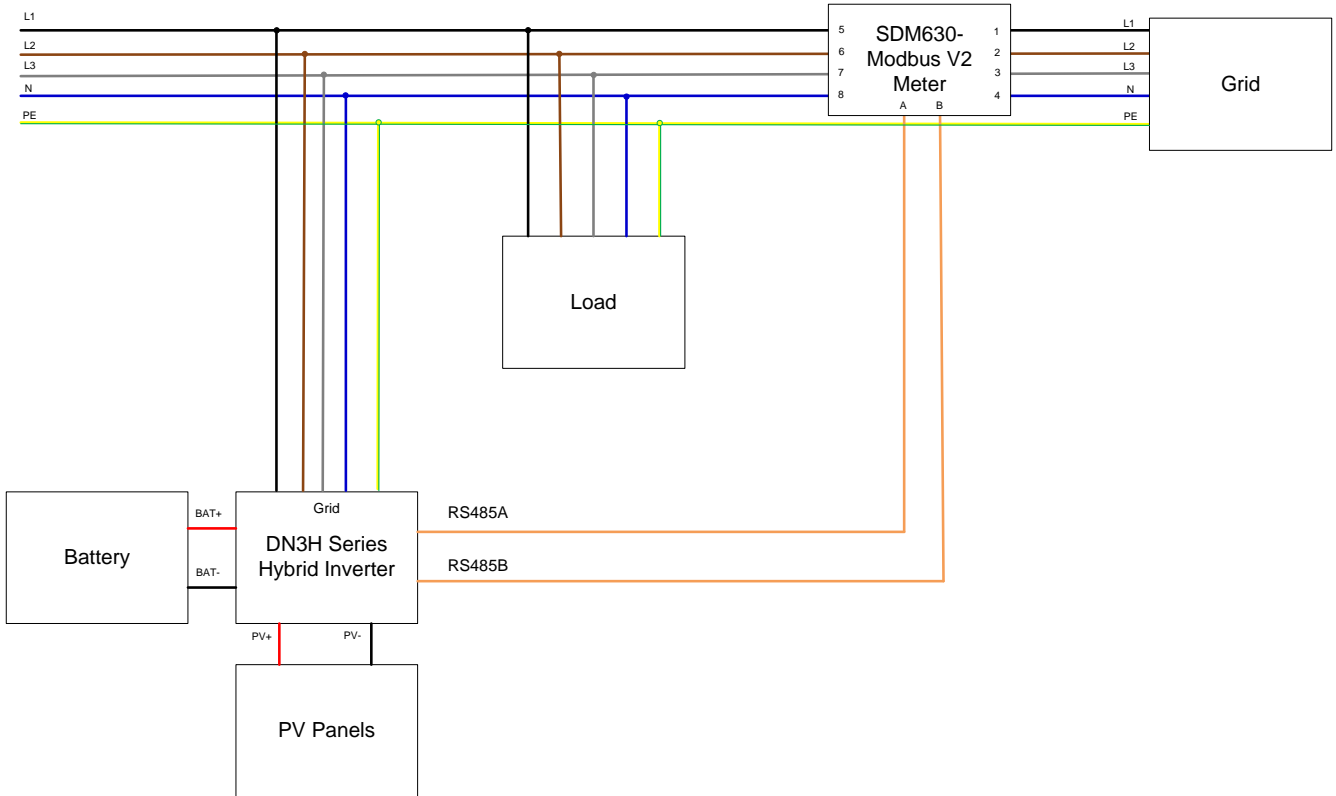 L1
L2
L3
N
PE
5
6
7
8
SDM630-
Modbus V2
Meter
A B
1
2
3
4
L1
L2
L3
N
PE
Grid
Load
Battery
BAT+
BAT-
Grid
DN3H Series
Hybrid Inverter
RS485A
RS485B
PV+
PV-
PV Panels